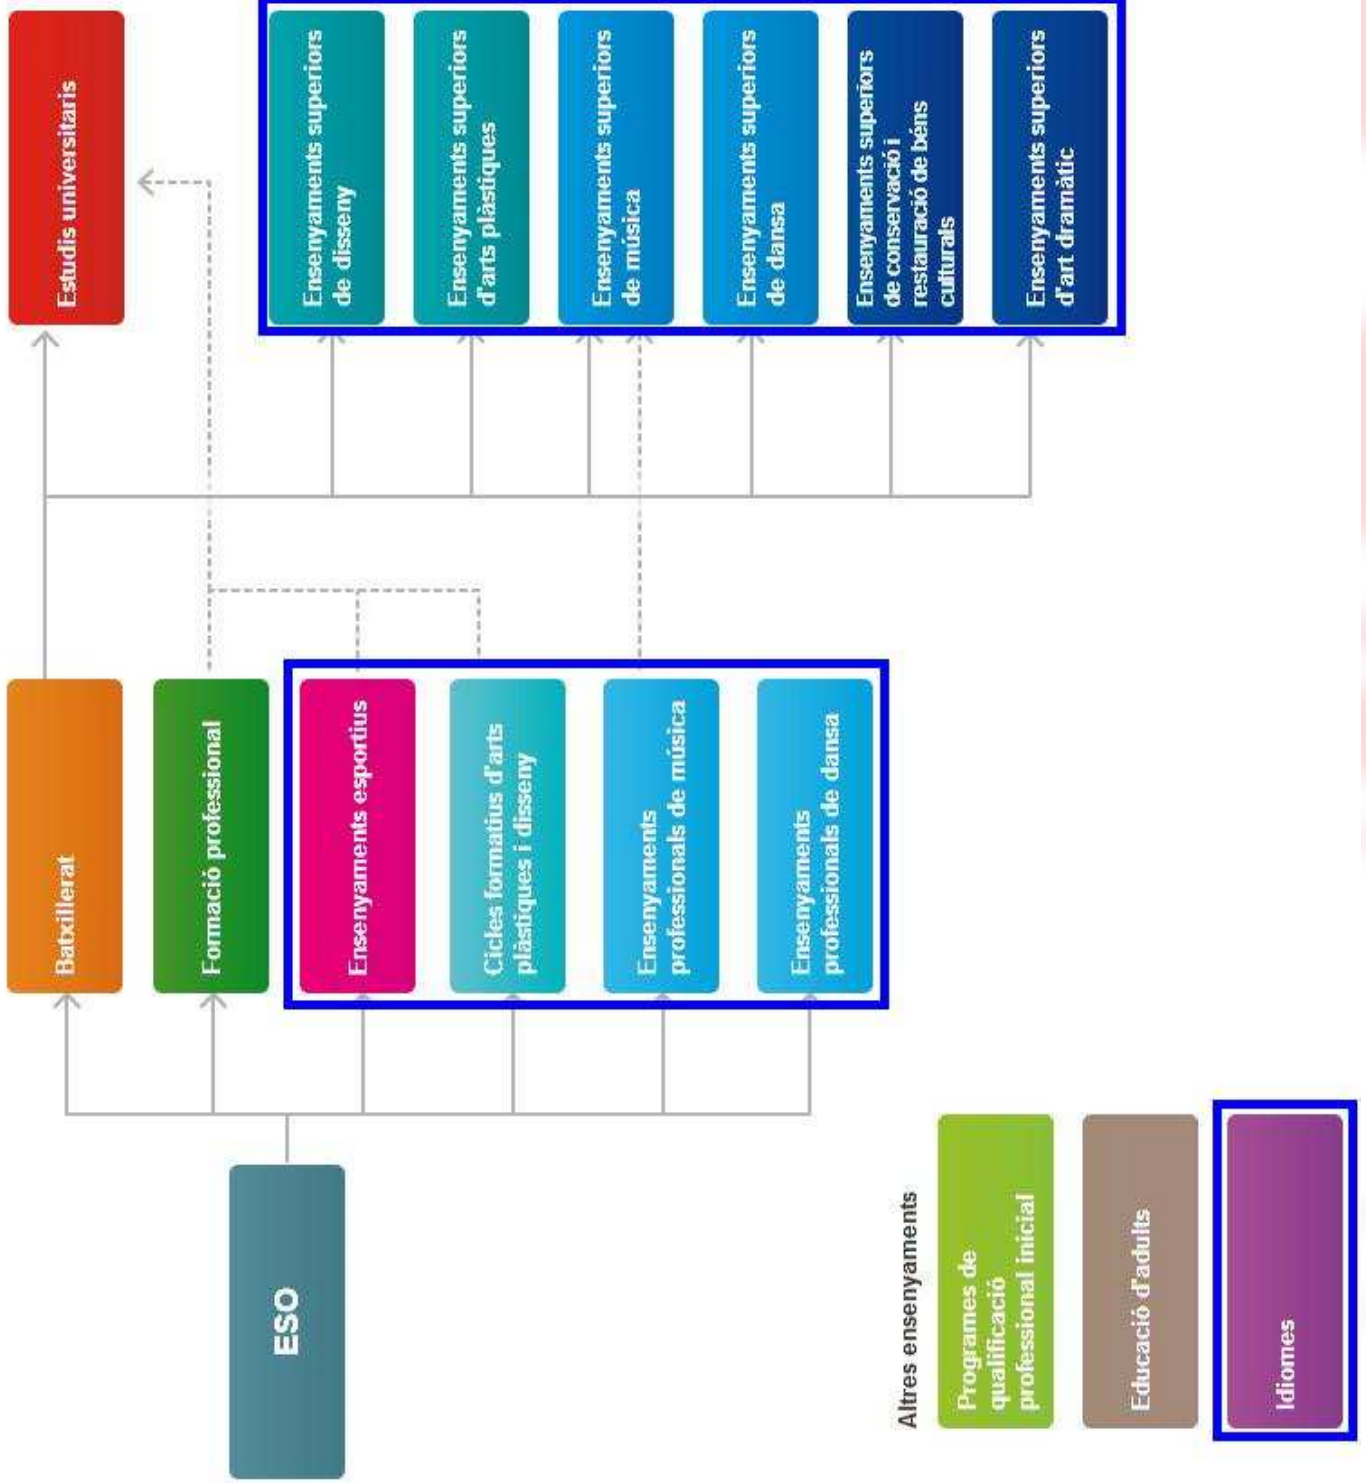 ESO
Batxillerat
Formació professional
Ensenyaments esportius
Cicles formatius d'arts
plàstiques i disseny
Ensenyaments
professionals de música
Ensenyaments
professionals de dansa
Estudis universitaris
Ensenyaments superiors
de disseny
Ensenyaments superiors
d'arts plàstiques
Ensenyaments superiors
de música
Ensenyaments superiors
de dansa
Ensenyaments superiors
de conservació i
restauració de béns
culturals
Ensenyaments superiors
d'art dramàtic
Altres ensenyaments
Programes de
qualificació
professional inicial
Educació d'adults
Idiomes